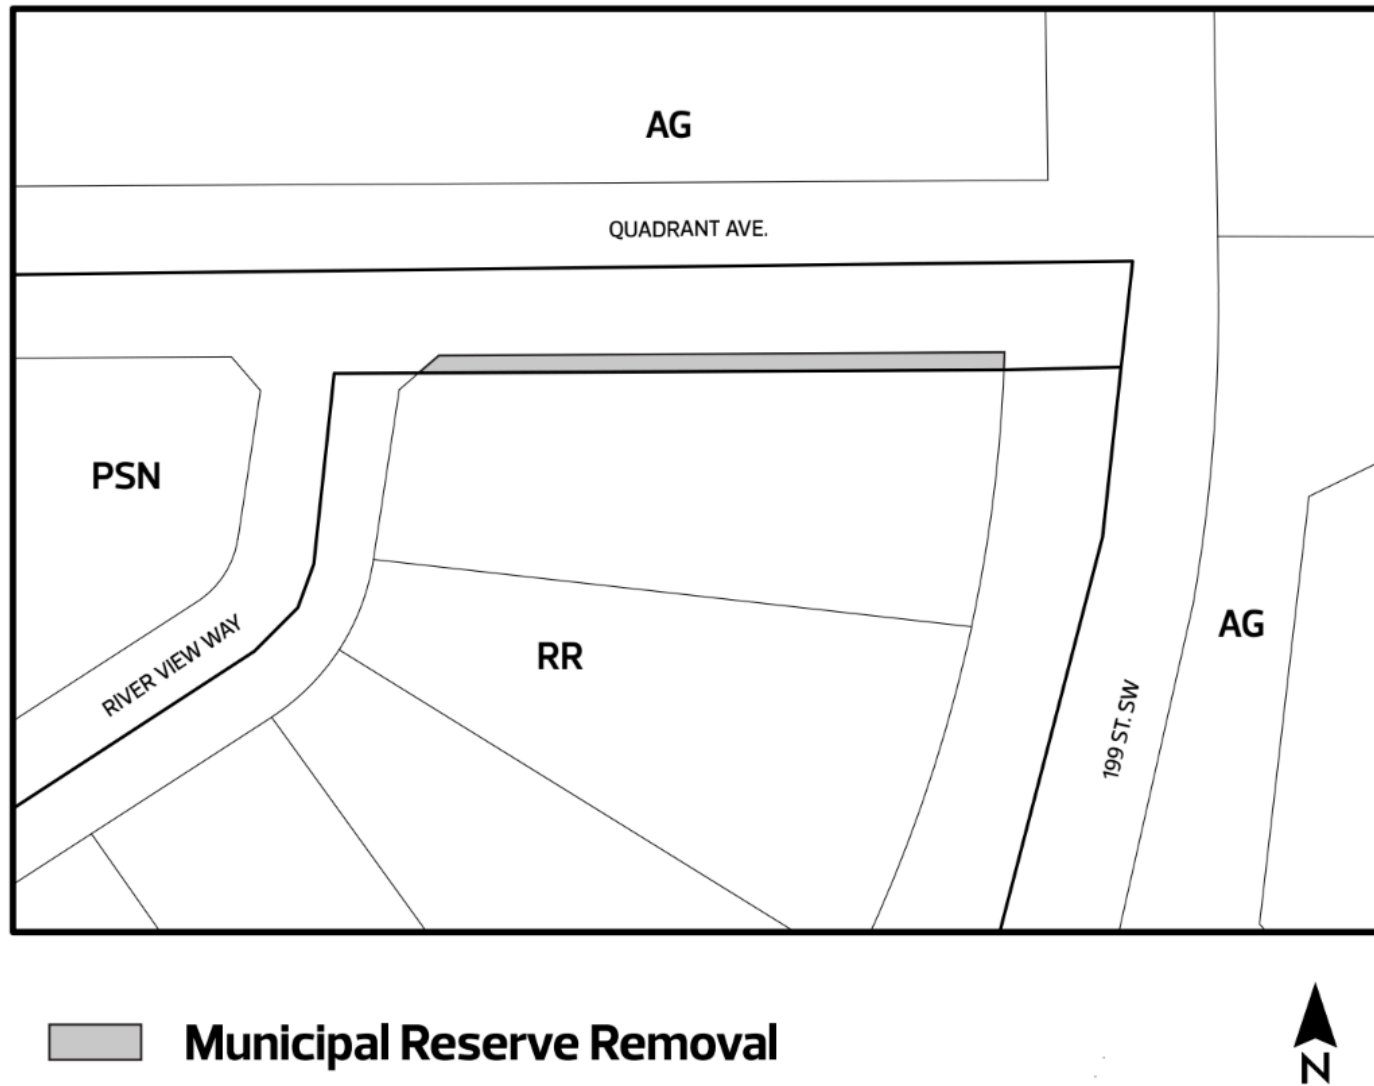 AG
QUADRANT AVE.
PSN
RIVER VIEW WAY
RR
AG
199 ST. SW
Municipal Reserve Removal
N